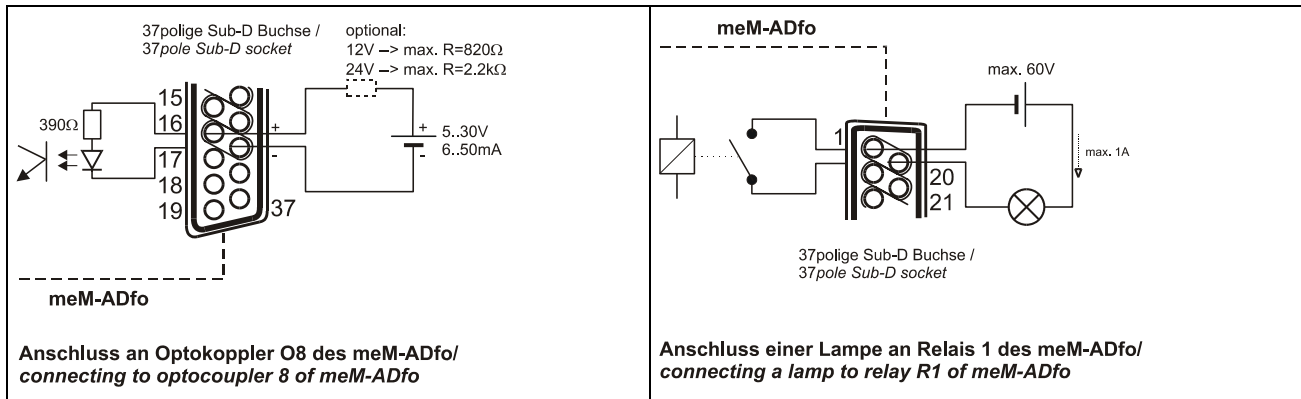 37polige Sub-D Buchse /
37pole Sub-D socket
optional:
12V –> max. R=820Ω
24V –> max. R=2.2kΩ
15
16
17
18
19
37
390Ω
+
-
+
-
5..30V
6..50mA
meM-ADfo
Anschluss an Optokoppler O8 des meM-ADfo/
connecting to optocoupler 8 of meM-ADfo
meM-ADfo
max. 60V
1
20
21
max. 1A
37polige Sub-D Buchse /
37pole Sub-D socket
Anschluss einer Lampe an Relais 1 des meM-ADfo/
connecting a lamp to relay R1 of meM-ADfo